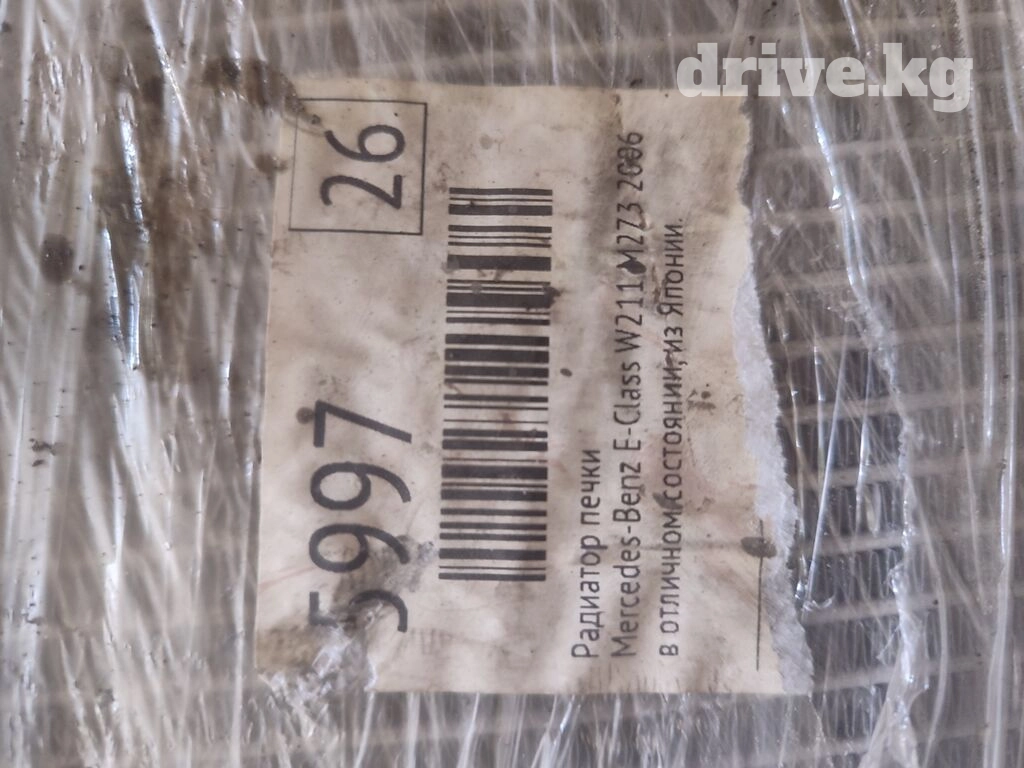 drive.kg
5997
26
Радиатор печки
Mercedes-Benz E-Class W211 M273 2006
в отличном состоянии, из Японии.